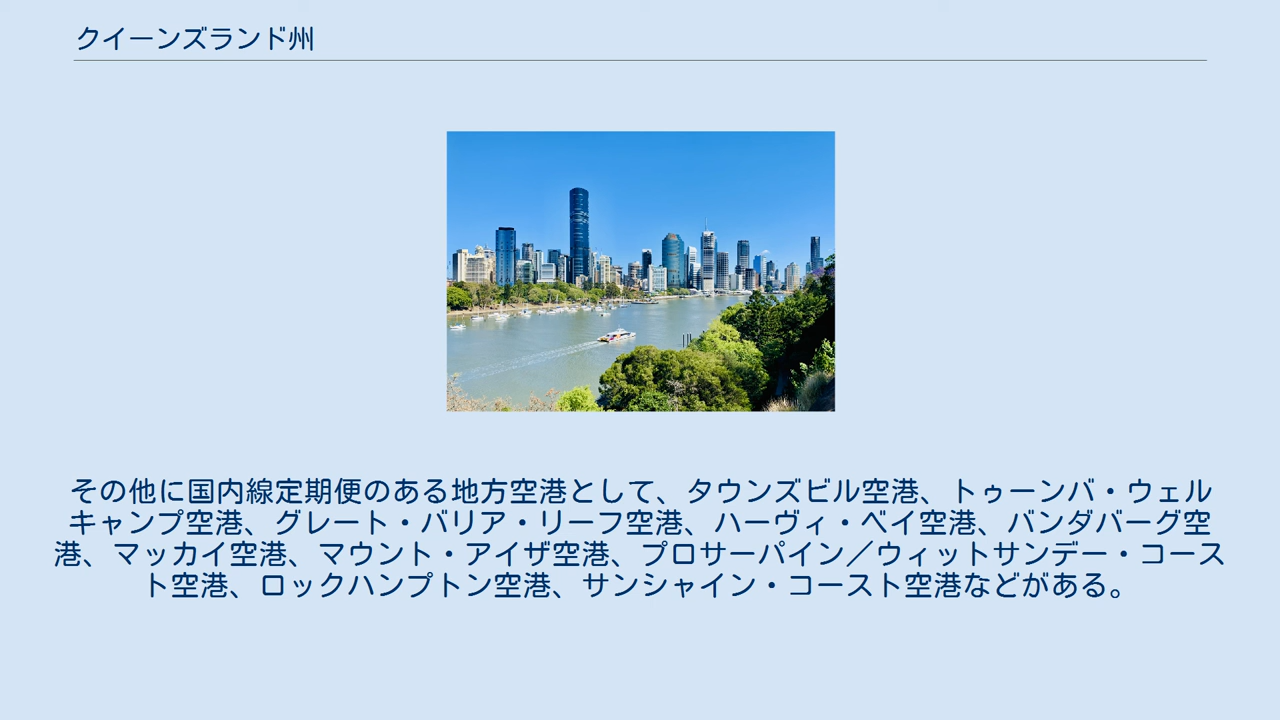 クイーンズランド州
その他に国内線定期便のある地方空港として、タウンズビル空港、トゥーンバ・ウェル
キャンプ空港、グレート・バリア・リーフ空港、ハーヴィ・ベイ空港、バンダバーグ空
港、マッカイ空港、マウント・アイザ空港、プロサーパイン／ウィットサンデー・コース
ト空港、ロックハンプトン空港、サンシャイン・コースト空港などがある。